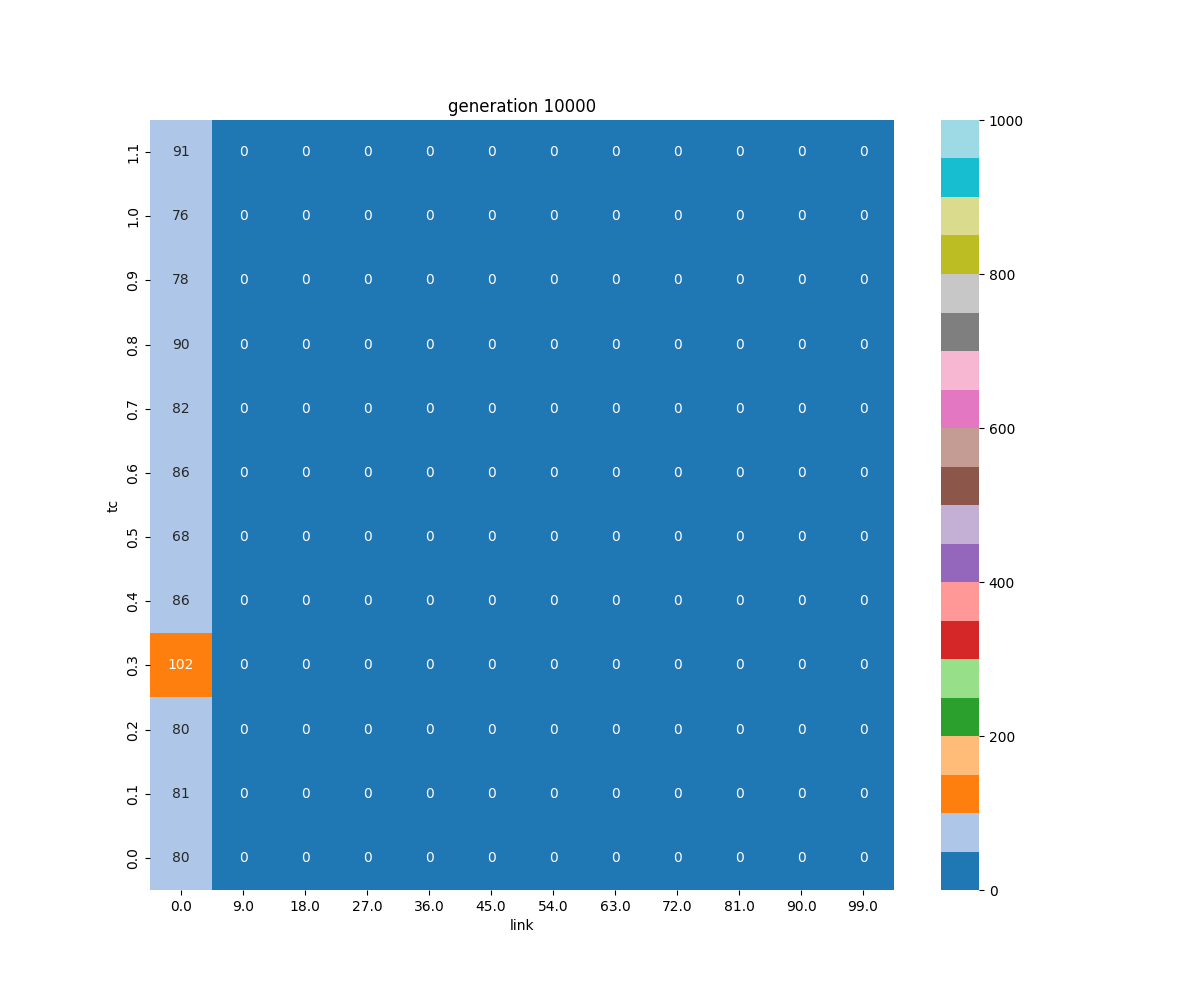 generation 10000
1.1 91 0 0 0 0 0 0 0 0 0 0 0
1.0 76 0 0 0 0 0 0 0 0 0 0 0
0.9 78 0 0 0 0 0 0 0 0 0 0 0
0.8 90 0 0 0 0 0 0 0 0 0 0 0
0.7 82 0 0 0 0 0 0 0 0 0 0 0
0.6 86 0 0 0 0 0 0 0 0 0 0 0
0.5 68 0 0 0 0 0 0 0 0 0 0 0
0.4 86 0 0 0 0 0 0 0 0 0 0 0
0.3 102 0 0 0 0 0 0 0 0 0 0 0
0.2 80 0 0 0 0 0 0 0 0 0 0 0
0.1 81 0 0 0 0 0 0 0 0 0 0 0
0.0 80 0 0 0 0 0 0 0 0 0 0 0
tc
0.0 9.0 18.0 27.0 36.0 45.0 54.0 63.0 72.0 81.0 90.0 99.0
link
1000
800
600
400
200
0